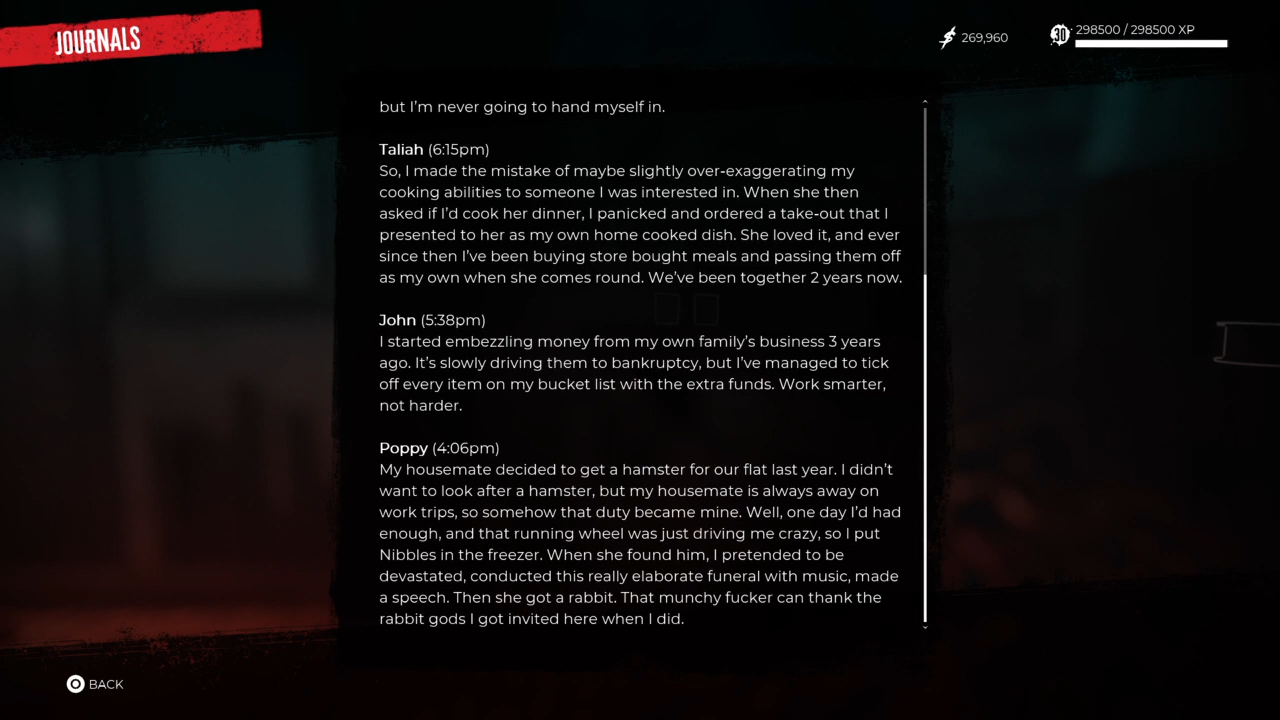 JOURNALS
269,960
30
298500 / 298500 XP
but I'm never going to hand myself in.
Taliah (6:15pm)
So, I made the mistake of maybe slightly over-exaggerating my
cooking abilities to someone I was interested in. When she then
asked if I'd cook her dinner, I panicked and ordered a take-out that I
presented to her as my own home cooked dish. She loved it, and ever
since then I've been buying store bought meals and passing them off
as my own when she comes round. We've been together 2 years now.
John (5:38pm)
I started embezzling money from my own family's business 3 years
ago. It's slowly driving them to bankruptcy, but I've managed to tick
off every item on my bucket list with the extra funds. Work smarter,
not harder.
Poppy (4:06pm)
My housemate decided to get a hamster for our flat last year. I didn't
want to look after a hamster, but my housemate is always away on
work trips, so somehow that duty became mine. Well, one day I'd had
enough, and that running wheel was just driving me crazy, so I put
Nibbles in the freezer. When she found him, I pretended to be
devastated, conducted this really elaborate funeral with music, made
a speech. Then she got a rabbit. That munchy fucker can thank the
rabbit gods I got invited here when I did.
BACK